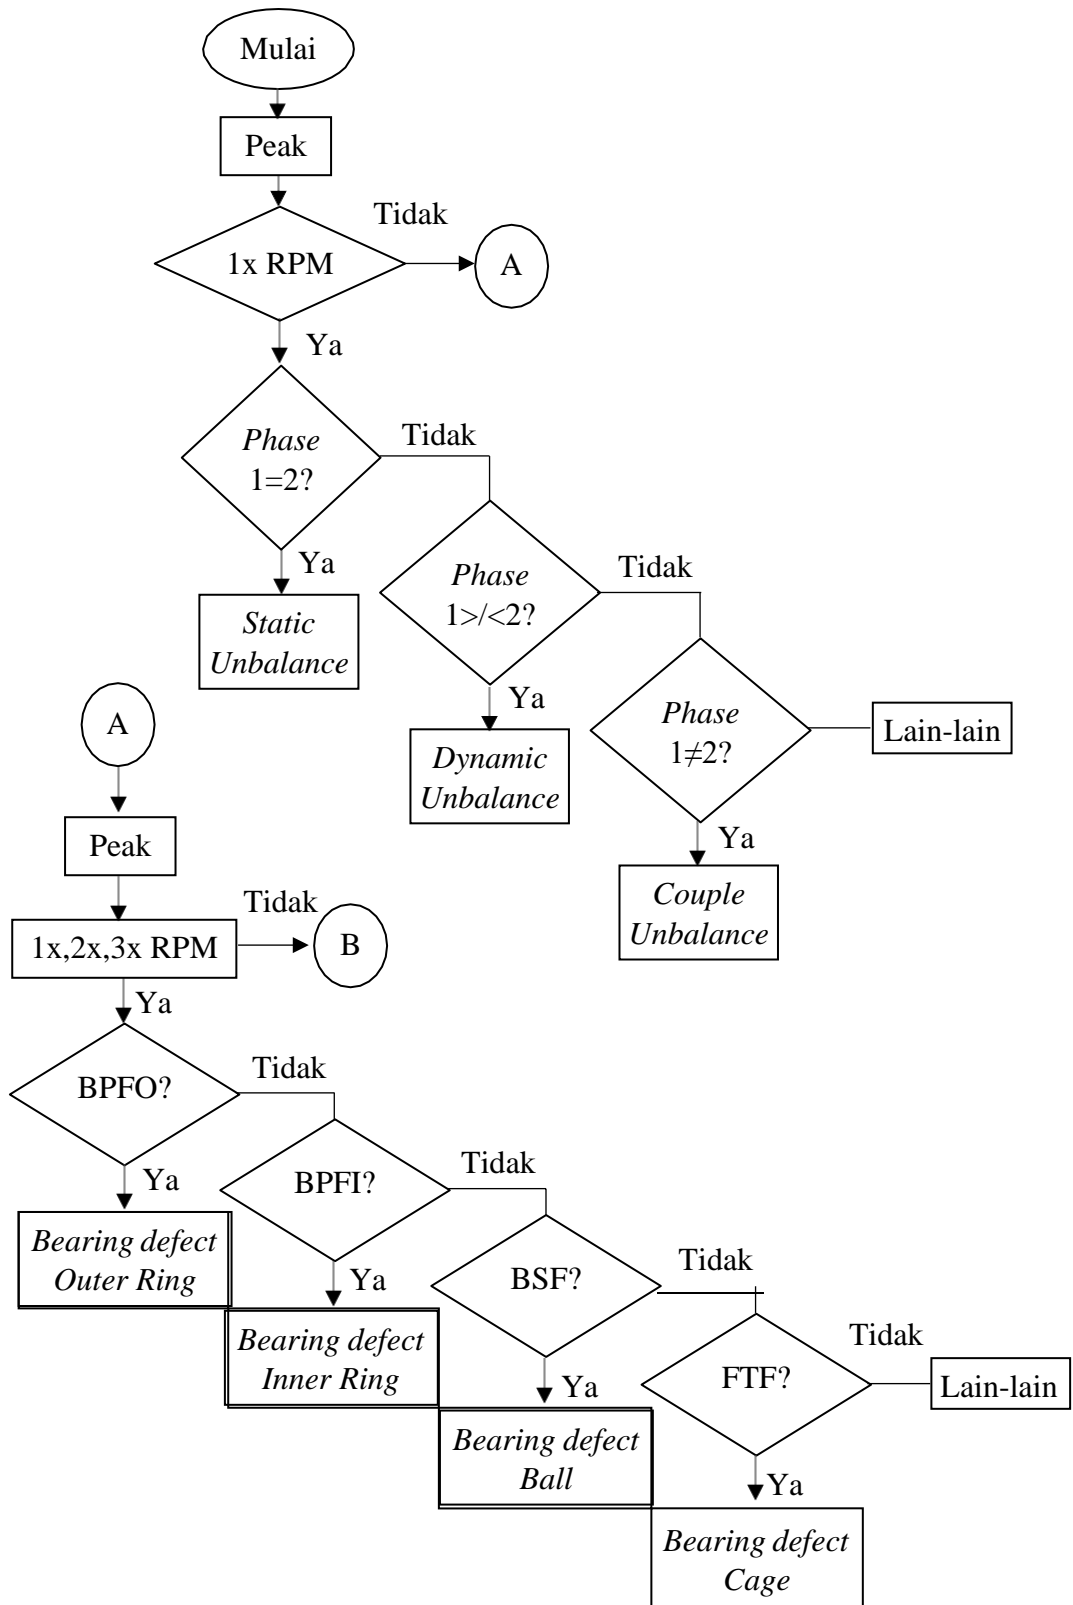 Mulai
Peak
Tidak
1x RPM
A
Ya
Phase
1=2?
Tidak
Ya
Static
Unbalance
Phase
1>/<2?
Tidak
Ya
Dynamic
Unbalance
Phase
1≠2?
Lain-lain
Ya
Couple
Unbalance
A
Peak
Tidak
1x,2x,3x RPM
B
Ya
BPFO?
Tidak
Ya
Bearing defect
Outer Ring
BPFI?
Tidak
Ya
Bearing defect
Inner Ring
BSF?
Tidak
Ya
Bearing defect
Ball
FTF?
Tidak
Lain-lain
Ya
Bearing defect
Cage